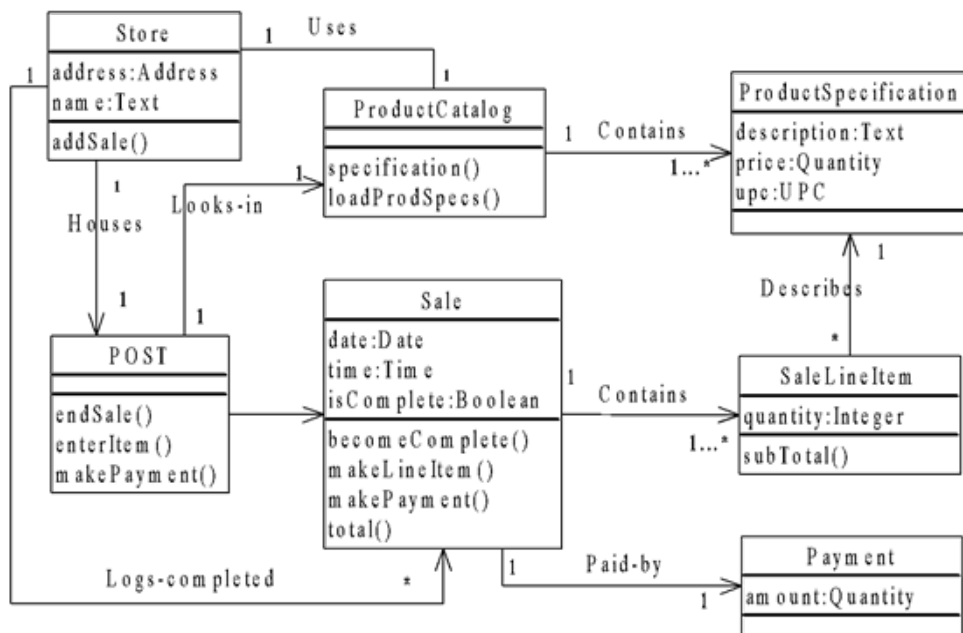 Store
address:Address
name:Text
addSale()
1
1
Uses
1
ProductCatalog
specification()
loadProdSpecs()
1
Contains
1...*
ProductSpecification
description:Text
price:Quantity
upc:UPC
1
Houses
1
1
Looks-in
1
1
Describes
*
POST
endSale()
enterItem()
makePayment()
Sale
date:Date
time:Time
isComplete:Boolean
becomeComplete()
makeLineItem()
makePayment()
total()
1
Contains
1...*
SaleLineItem
quantity:Integer
subTotal()
Logs-completed
*
1
Paid-by
1
Payment
amount:Quantity